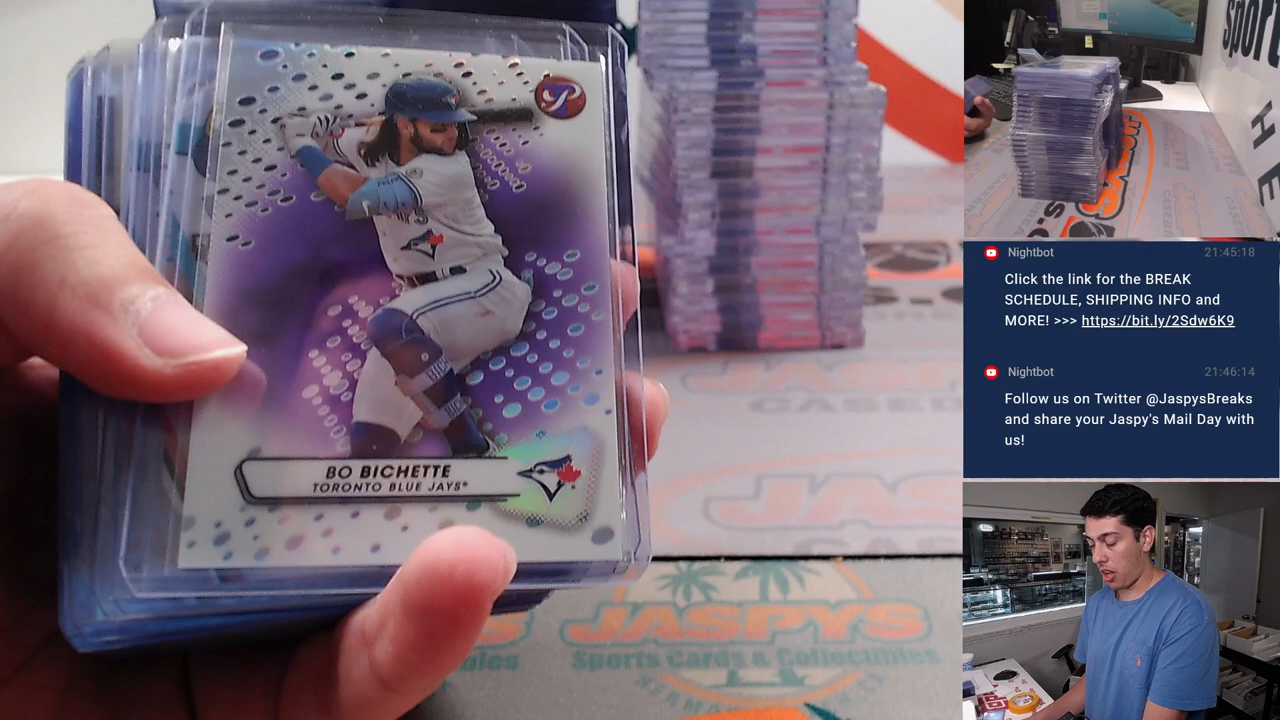 BO BICHETTE
TORONTO BLUE JAYS*
JASPYS
Sports Cards & Collectibles
Nightbot 21:45:18
Click the link for the BREAK
SCHEDULE, SHIPPING INFO and
MORE! >>> https://bit.ly/2Sdw6K9
Nightbot 21:46:14
Follow us on Twitter @JaspysBreaks
and share your Jaspy's Mail Day with
us!